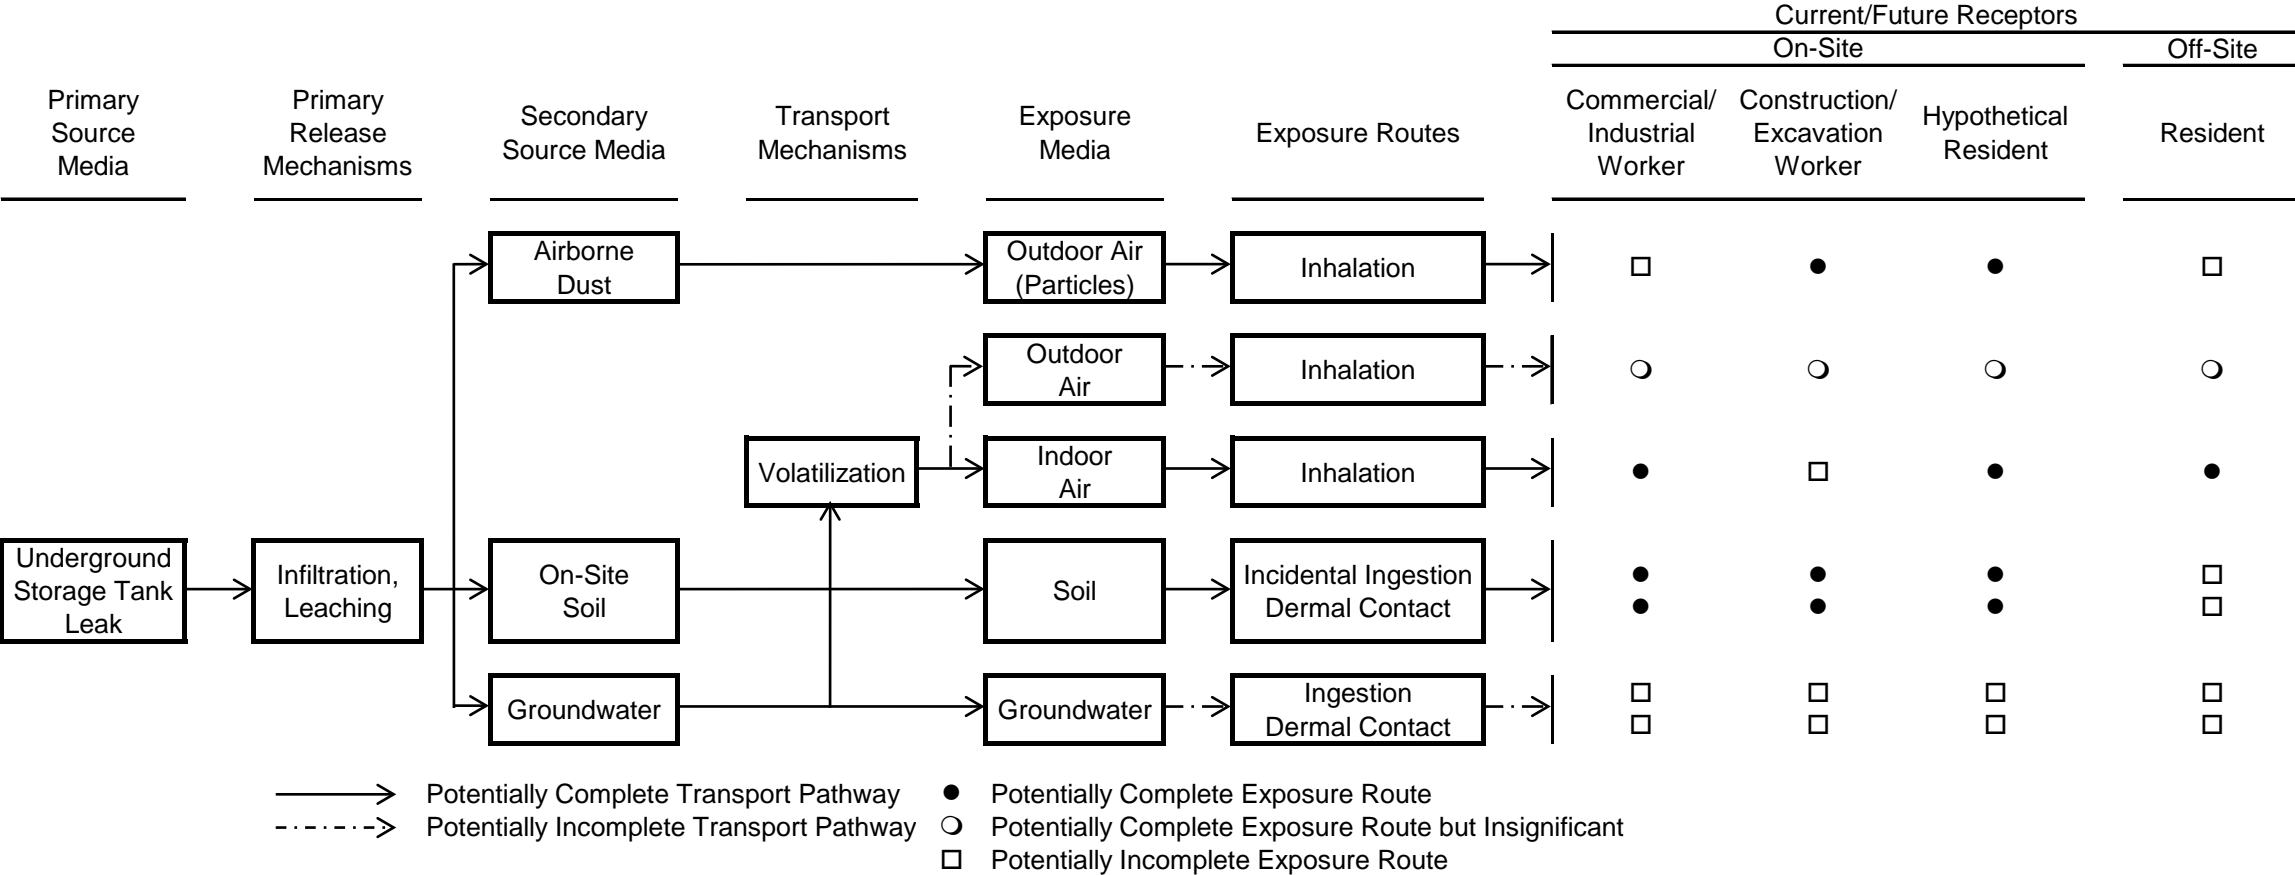 Current/Future Receptors
On-Site
Off-Site
Primary
Source
Media
Primary
Release
Mechanisms
Secondary
Source Media
Transport
Mechanisms
Exposure
Media
Exposure Routes
Commercial/
Industrial
Worker
Construction/
Excavation
Worker
Hypothetical
Resident
Resident
Airborne
Dust
Outdoor Air
(Particles)
Inhalation
Outdoor
Air
Inhalation
Volatilization
Indoor
Air
Inhalation
Underground
Storage Tank
Leak
Infiltration,
Leaching
On-Site
Soil
Soil
Incidental Ingestion
Dermal Contact
Groundwater
Groundwater
Ingestion
Dermal Contact
Potentially Complete Transport Pathway
Potentially Incomplete Transport Pathway
Potentially Complete Exposure Route
Potentially Complete Exposure Route but Insignificant
Potentially Incomplete Exposure Route